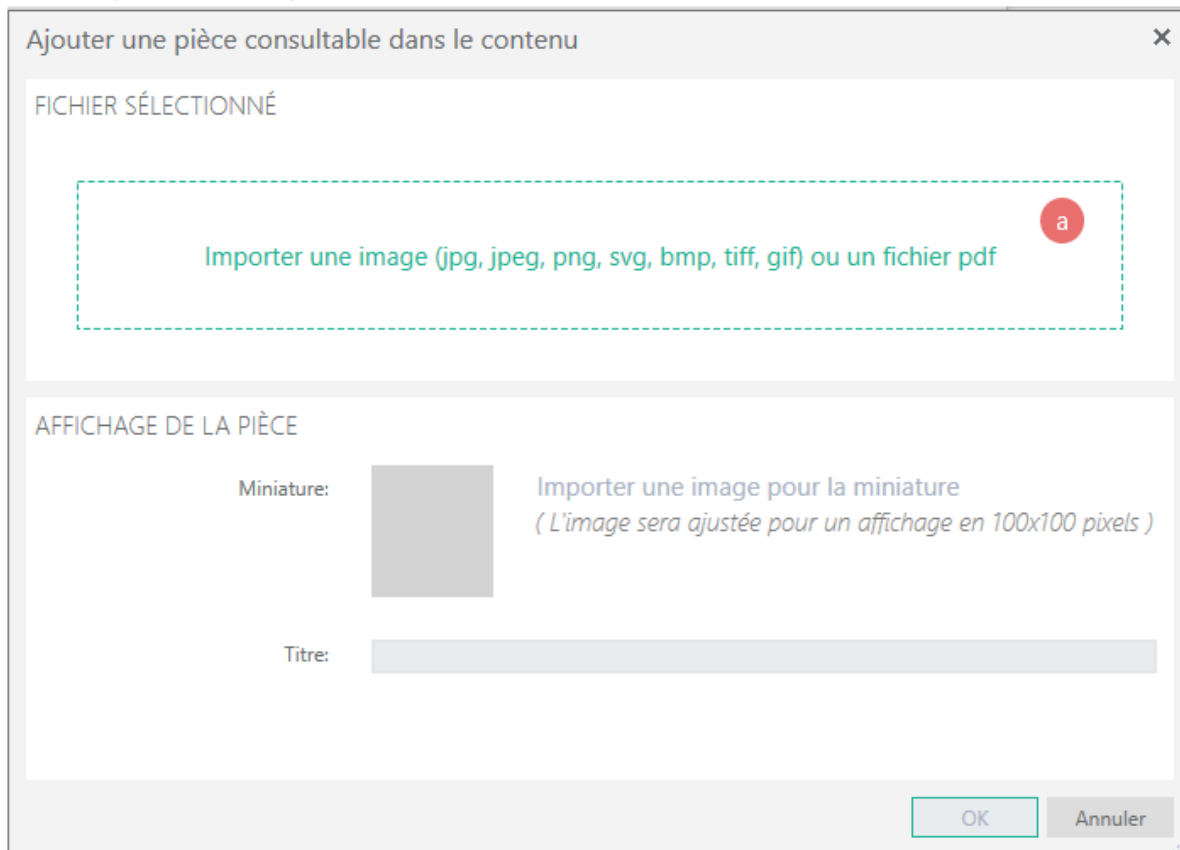 Ajouter une pièce consultable dans le contenu
×
FICHIER SÉLECTIONNÉ
a
Importer une image (jpg, jpeg, png, svg, bmp, tiff, gif) ou un fichier pdf
AFFICHAGE DE LA PIÈCE
Miniature:
Importer une image pour la miniature
( L'image sera ajustée pour un affichage en 100x100 pixels )
Titre:
OK
Annuler